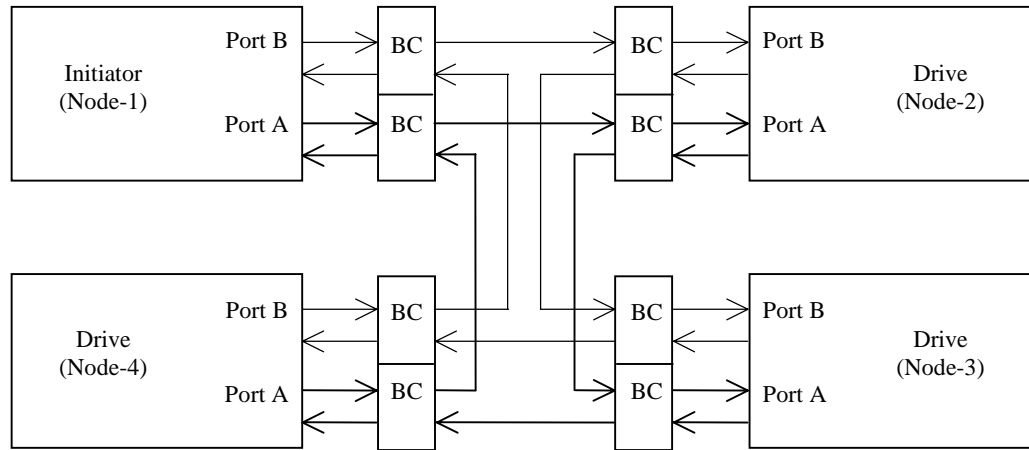 Port B
BC
BC
Port B
Initiator
(Node-1)
Drive
(Node-2)
Port A
BC
BC
Port A
Port B
BC
BC
Port B
Drive
(Node-4)
Drive
(Node-3)
Port A
BC
BC
Port A